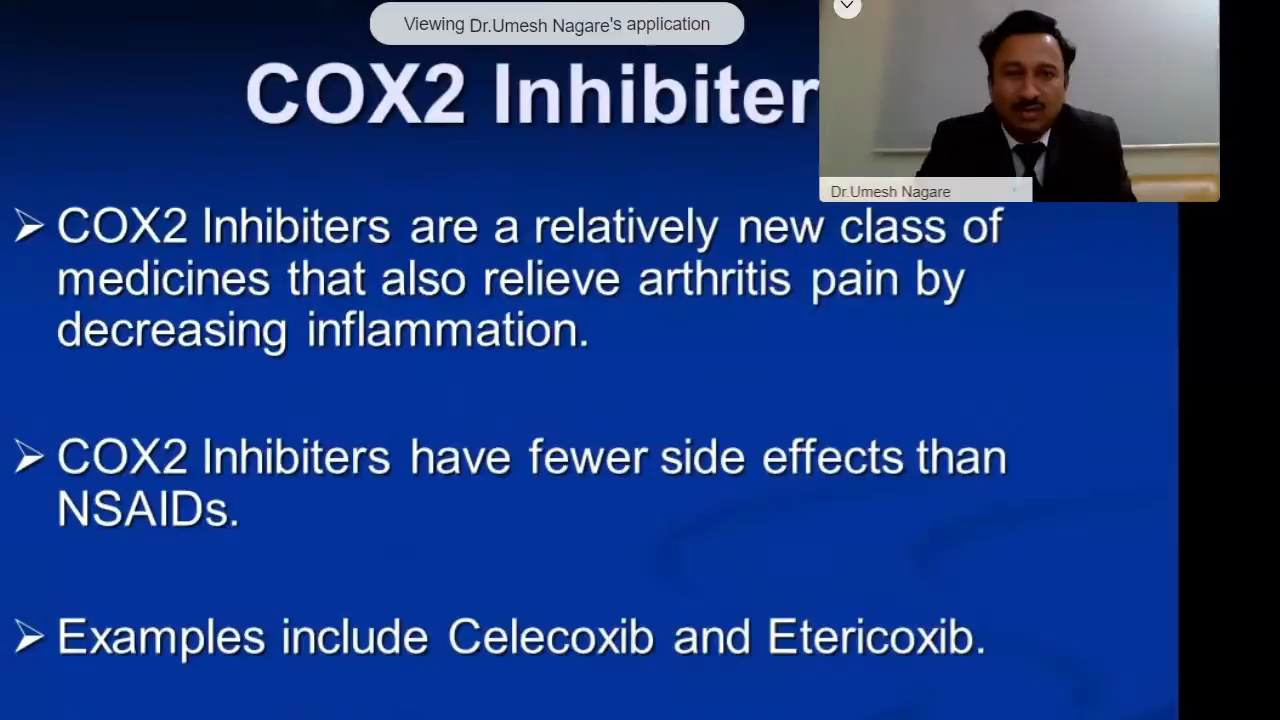 Viewing Dr.Umesh Nagare's application
COX2 Inhibiter
Dr.Umesh Nagare
➢ COX2 Inhibiters are a relatively new class of
medicines that also relieve arthritis pain by
decreasing inflammation.
➢ COX2 Inhibiters have fewer side effects than
NSAIDs.
➢ Examples include Celecoxib and Etericoxib.